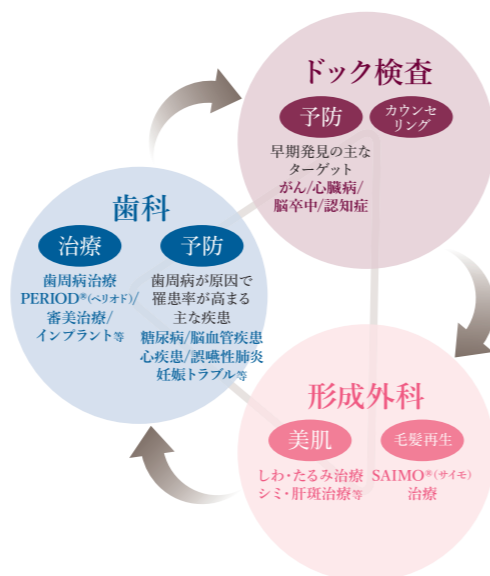 ドック検査
予防
カウンセ
リング
早期発見の主な
ターゲット
がん/心臓病/
脳卒中/認知症
歯科
治療
歯周病治療
PERIOD®(ペリオド)/
審美治療/
インプラント等
予防
歯周病が原因で
罹患率が高まる
主な疾患
糖尿病/脳血管疾患
心疾患/誤嚥性肺炎
妊娠トラブル等
形成外科
美肌
しわ・たるみ治療
シミ・肝斑治療等
毛髪再生
SAIMO®(サイモ)
治療